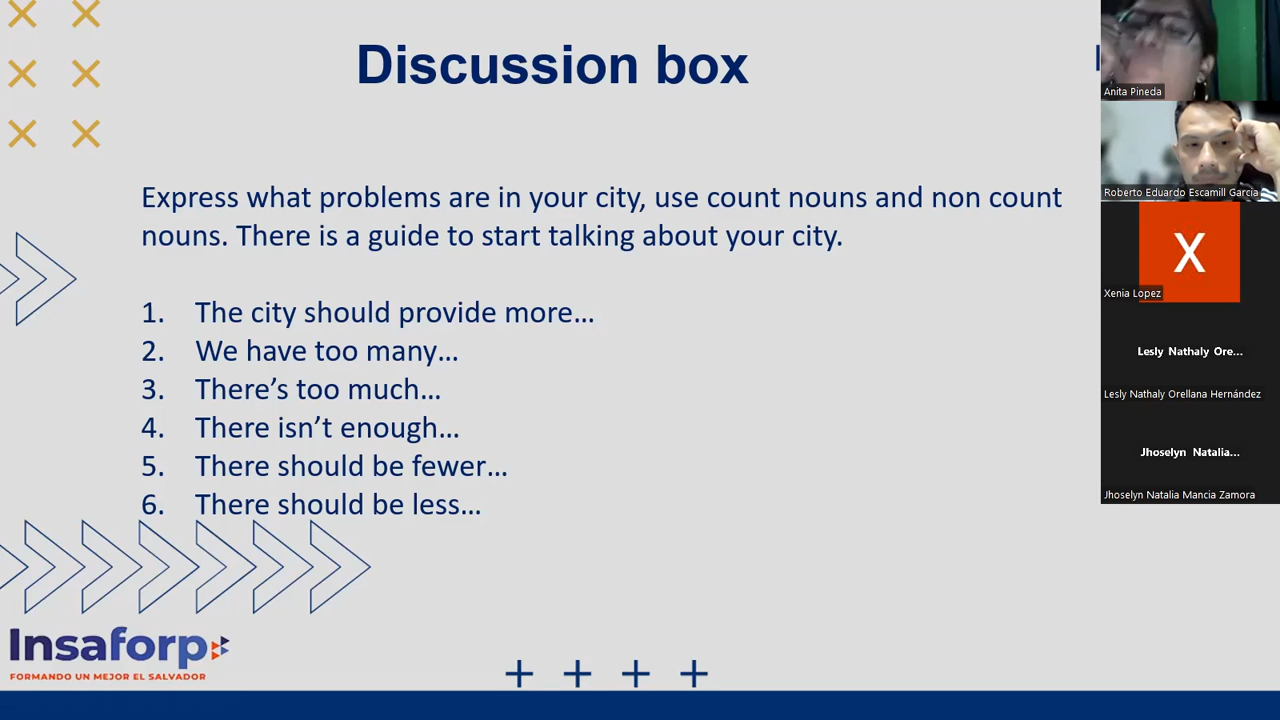 Discussion box
Express what problems are in your city, use count nouns and non count
nouns. There is a guide to start talking about your city.
1. The city should provide more…
2. We have too many…
3. There’s too much…
4. There isn’t enough…
5. There should be fewer…
6. There should be less…
Insaforp
FORMANDO UN MEJOR EL SALVADOR
Anita Pineda
Roberto Eduardo Escamill Garcia
X
Xenia Lopez
Lesly Nathaly Ore...
Lesly Nathaly Orellana Hernández
Jhoselyn Natalia...
Jhoselyn Natalia Mancia Zamora